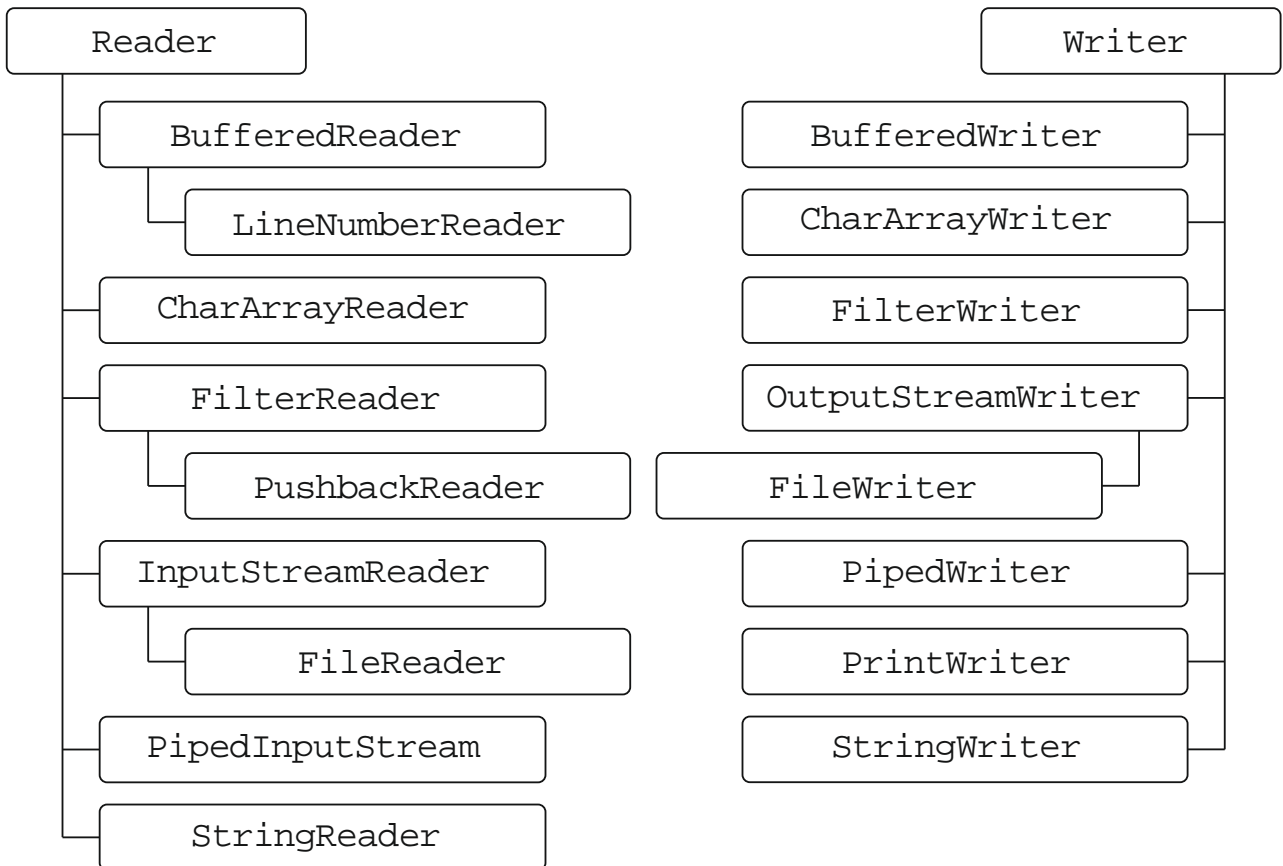 Reader
BufferedReader
LineNumberReader
CharArrayReader
FilterReader
PushbackReader
InputStreamReader
FileReader
PipedInputStream
StringReader
Writer
BufferedWriter
CharArrayWriter
FilterWriter
OutputStreamWriter
FileWriter
PipedWriter
PrintWriter
StringWriter